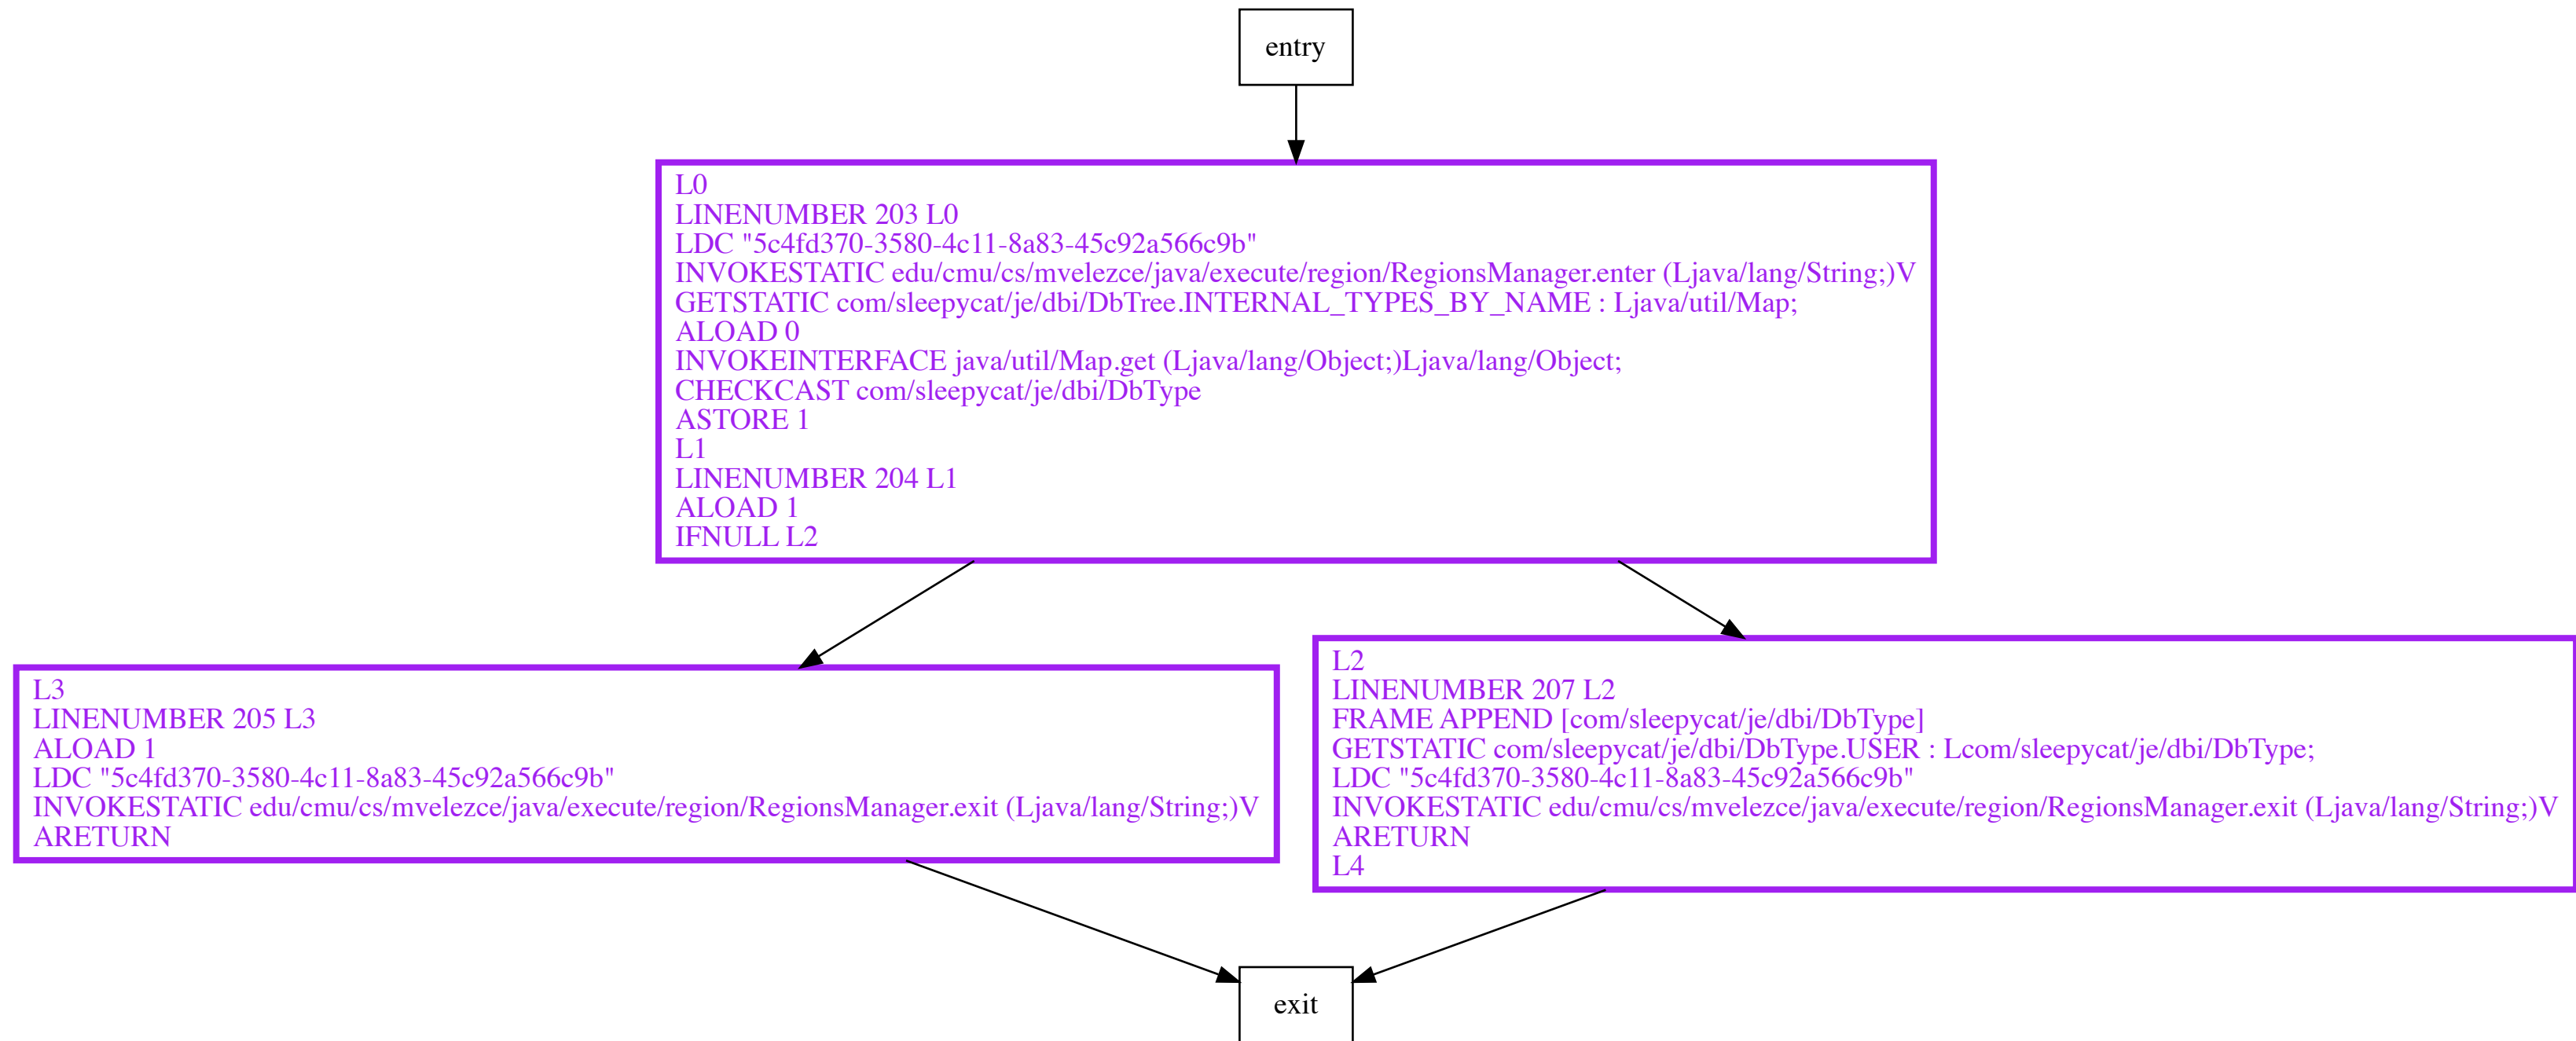 entry
L0
LINENUMBER 203 L0
LDC "5c4fd370-3580-4c11-8a83-45c92a566c9b"
INVOKESTATIC edu/cmu/cs/mvelezce/java/execute/region/RegionsManager.enter (Ljava/lang/String;)V
GETSTATIC com/sleepycat/je/dbi/DbTree.INTERNAL_TYPES_BY_NAME : Ljava/util/Map;
ALOAD 0
INVOKEINTERFACE java/util/Map.get (Ljava/lang/Object;)Ljava/lang/Object;
CHECKCAST com/sleepycat/je/dbi/DbType
ASTORE 1
L1
LINENUMBER 204 L1
ALOAD 1
IFNULL L2
L3
LINENUMBER 205 L3
ALOAD 1
LDC "5c4fd370-3580-4c11-8a83-45c92a566c9b"
INVOKESTATIC edu/cmu/cs/mvelezce/java/execute/region/RegionsManager.exit (Ljava/lang/String;)V
ARETURN
L2
LINENUMBER 207 L2
FRAME APPEND [com/sleepycat/je/dbi/DbType]
GETSTATIC com/sleepycat/je/dbi/DbType.USER : Lcom/sleepycat/je/dbi/DbType;
LDC "5c4fd370-3580-4c11-8a83-45c92a566c9b"
INVOKESTATIC edu/cmu/cs/mvelezce/java/execute/region/RegionsManager.exit (Ljava/lang/String;)V
ARETURN
L4
exit